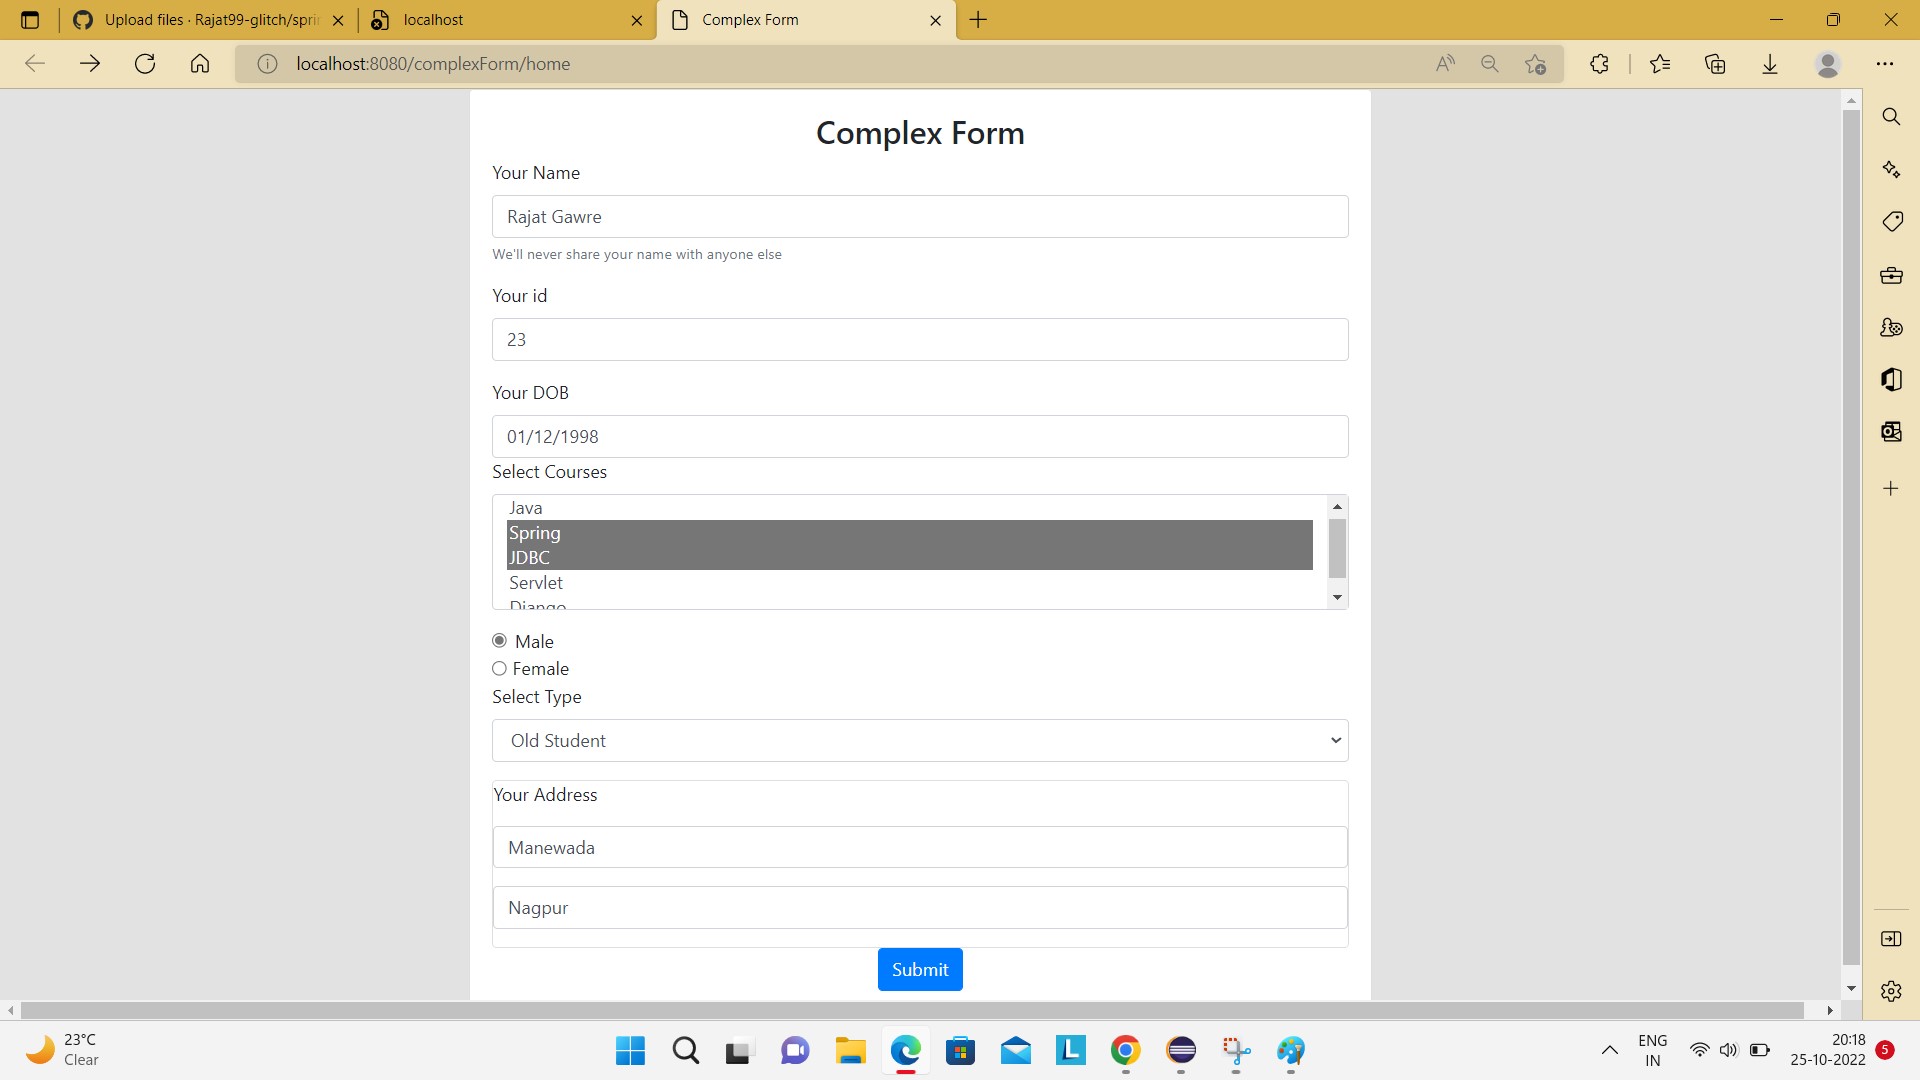 Upload files · Rajat99-glitch/spri
localhost
Complex Form
localhost:8080/complexForm/home
Complex Form
Your Name
Rajat Gawre
We'll never share your name with anyone else
Your id
23
Your DOB
01/12/1998
Select Courses
Java
Spring
JDBC
Servlet
Django
Male
Female
Select Type
Old Student
Your Address
Manewada
Nagpur
Submit
23°C
Clear
ENG
IN
20:18
25-10-2022
5